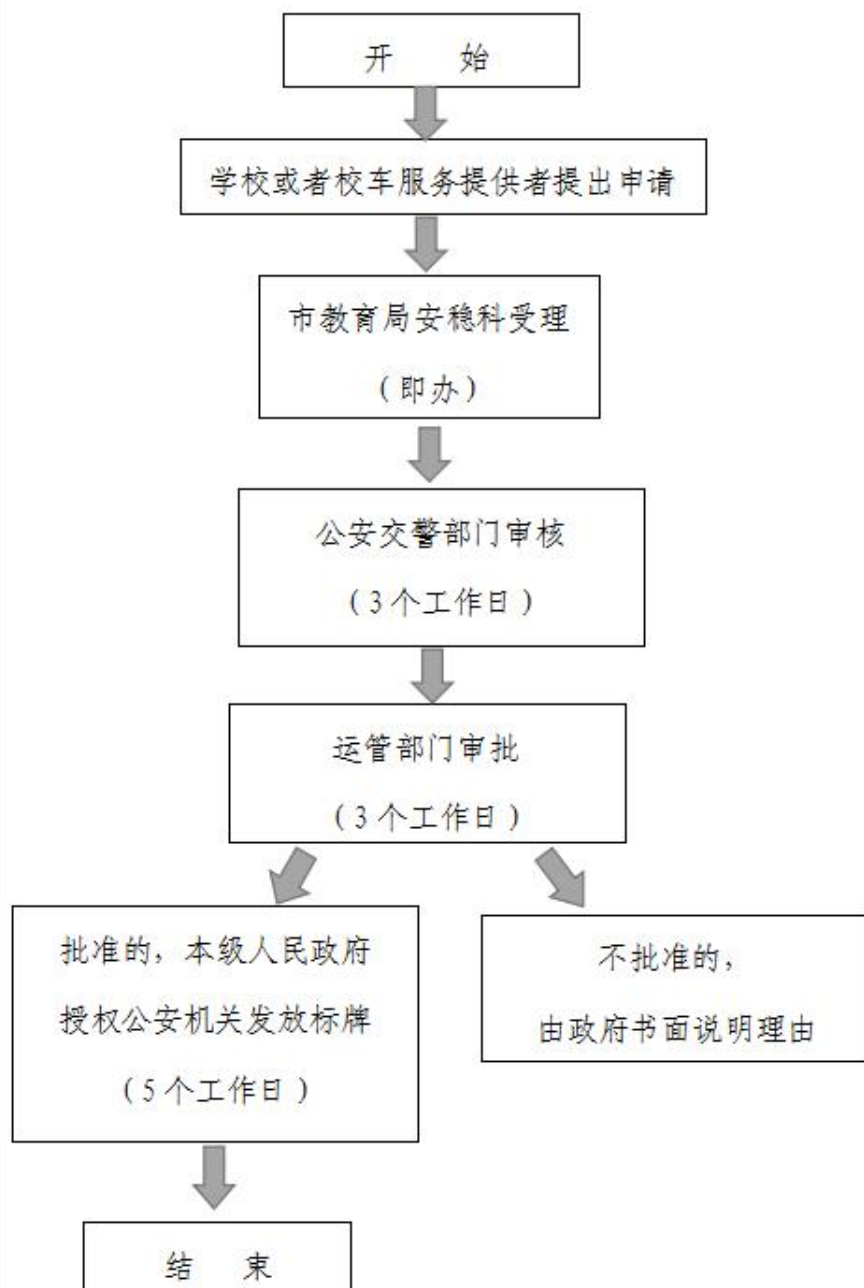 开 始
学校或者校车服务提供者提出申请
市教育局安稳科受理
（即办）
公安交警部门审核
（3个工作日）
运管部门审批
（3个工作日）
批准的，本级人民政府
授权公安机关发放标牌
（5个工作日）
不批准的，
由政府书面说明理由
结 束